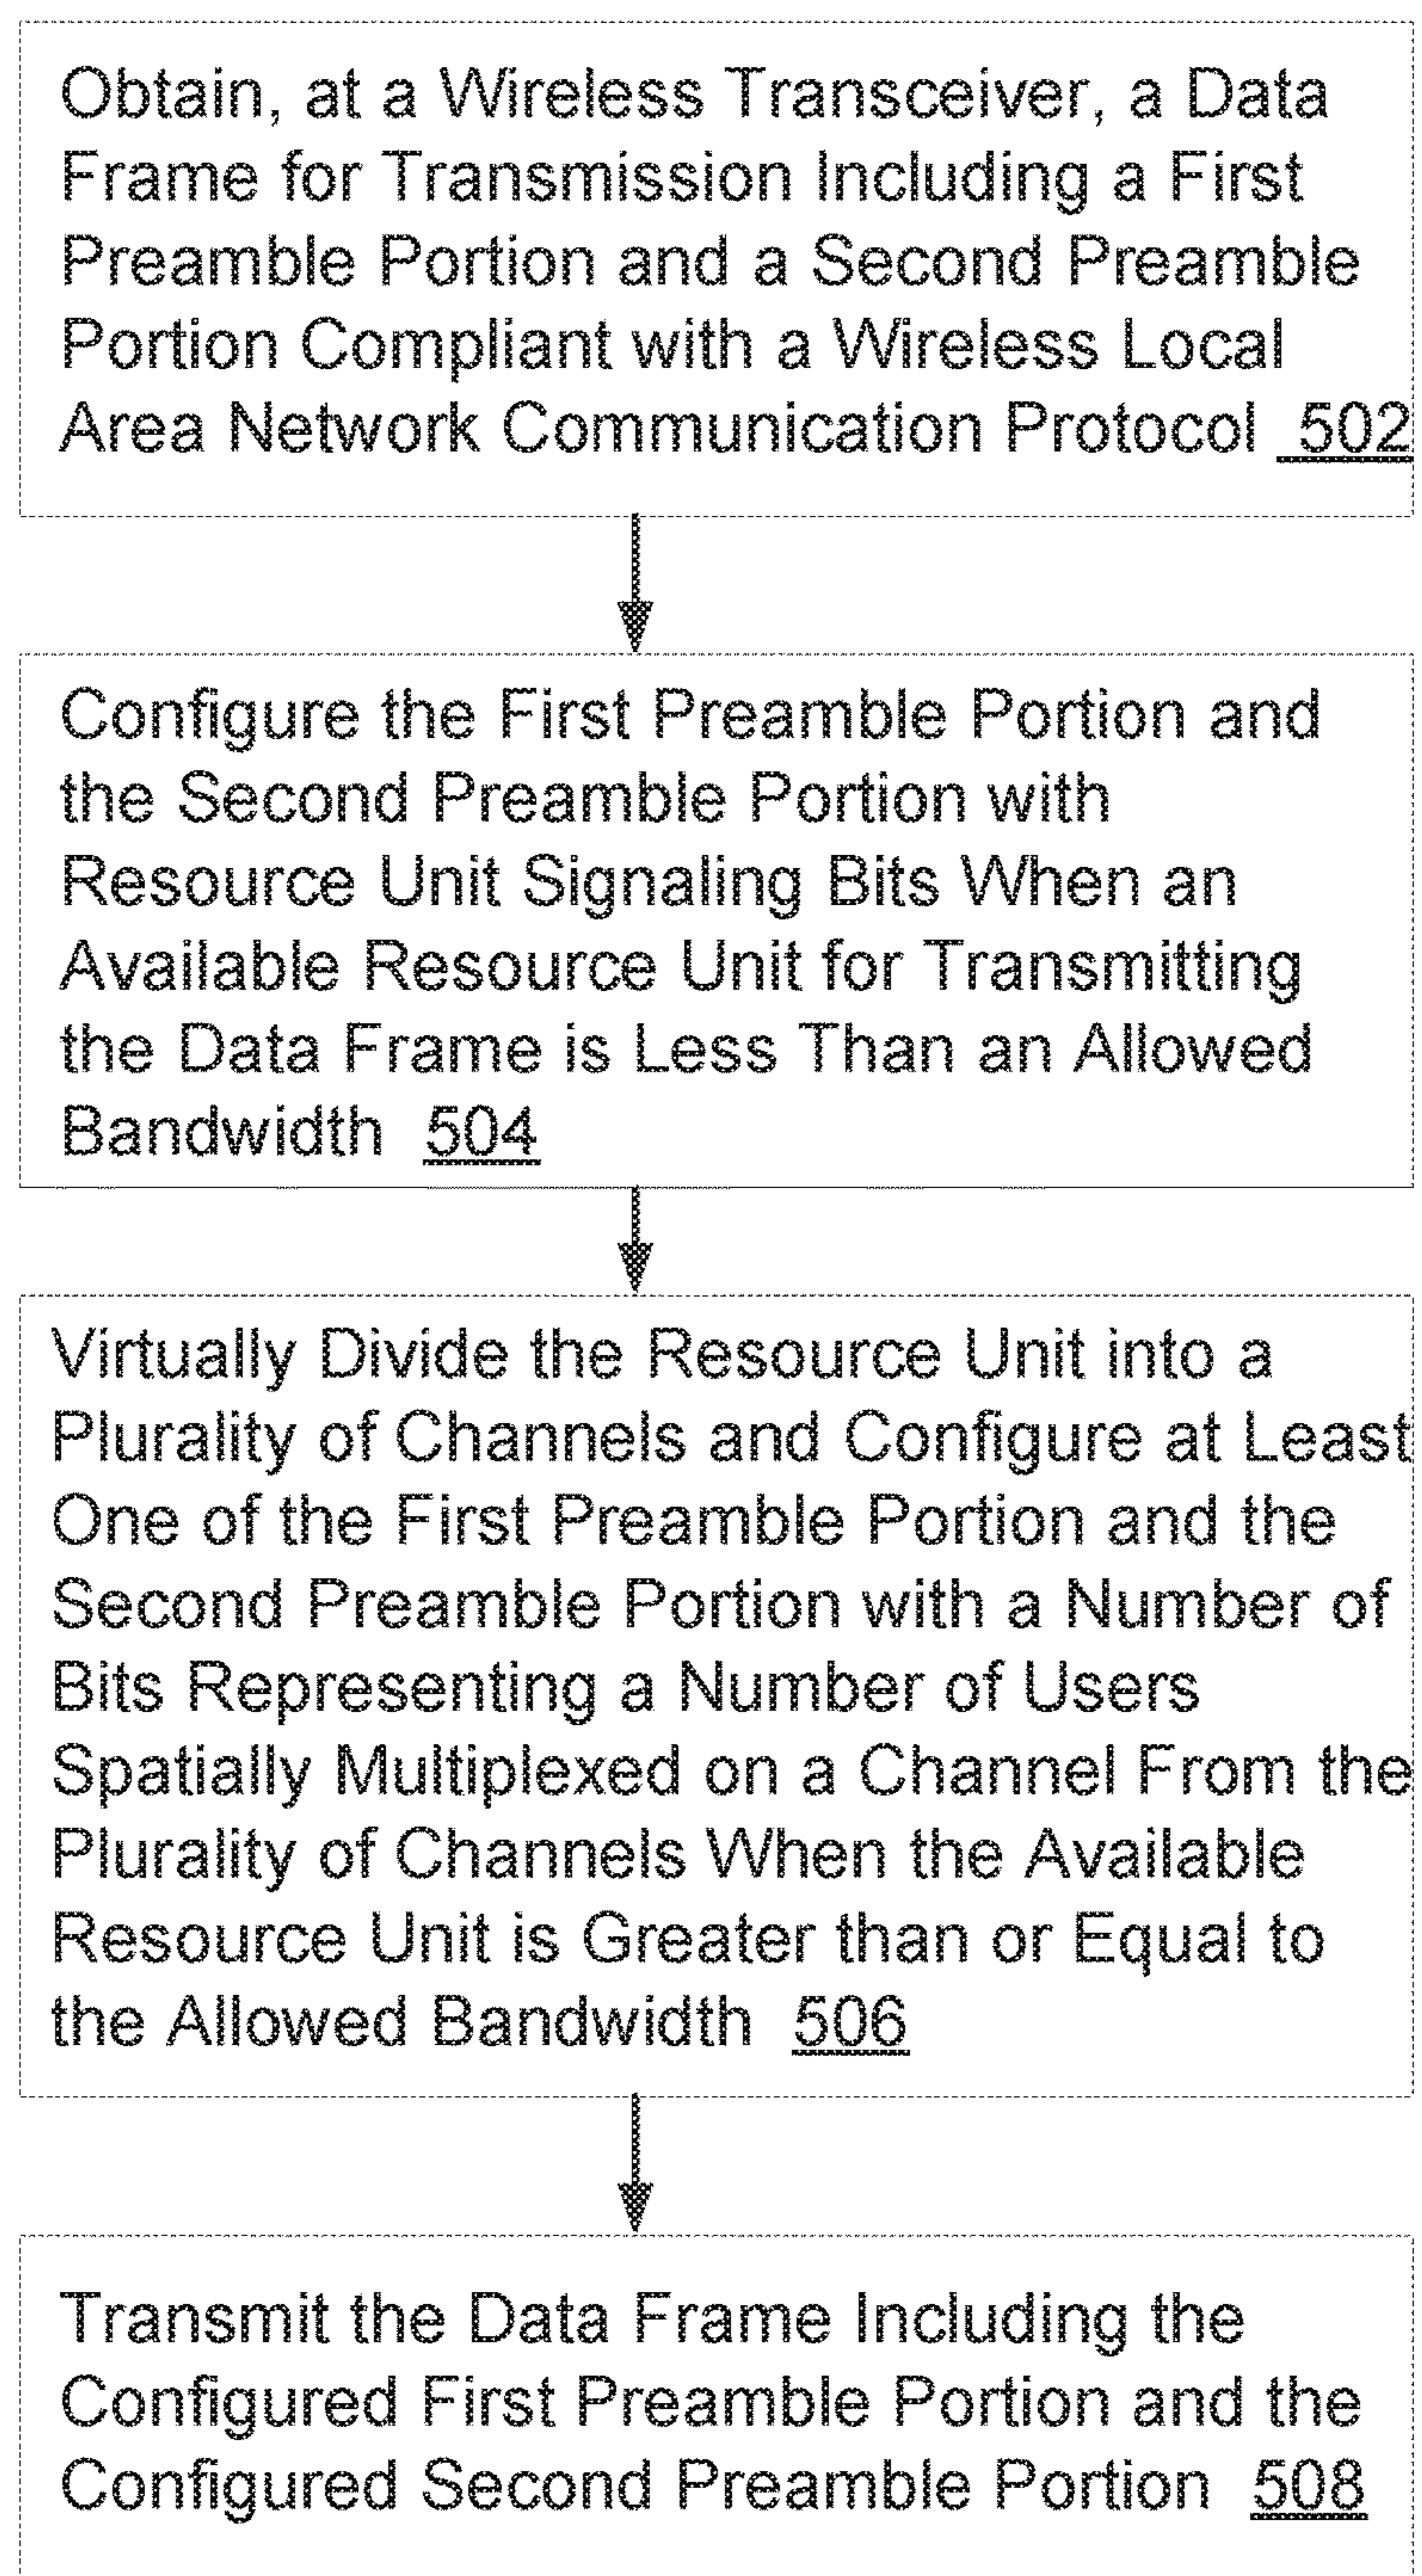 Obtain, at a Wireless Transceiver, a Data
Frame for Transmission Including a First
Preamble Portion and a Second Preamble
Portion Compliant with a Wireless Local
Area Network Communication Protocol 502
Configure the First Preamble Portion and
the Second Preamble Portion with
Resource Unit Signaling Bits When an
Available Resource Unit for Transmitting
the Data Frame is Less Than an Allowed
Bandwidth 504
Virtually Divide the Resource Unit into a
Plurality of Channels and Configure at Least
One of the First Preamble Portion and the
Second Preamble Portion with a Number of
Bits Representing a Number of Users
Spatially Multiplexed on a Channel From the
Plurality of Channels When the Available
Resource Unit is Greater than or Equal to
the Allowed Bandwidth 506
Transmit the Data Frame Including the
Configured First Preamble Portion and the
Configured Second Preamble Portion 508